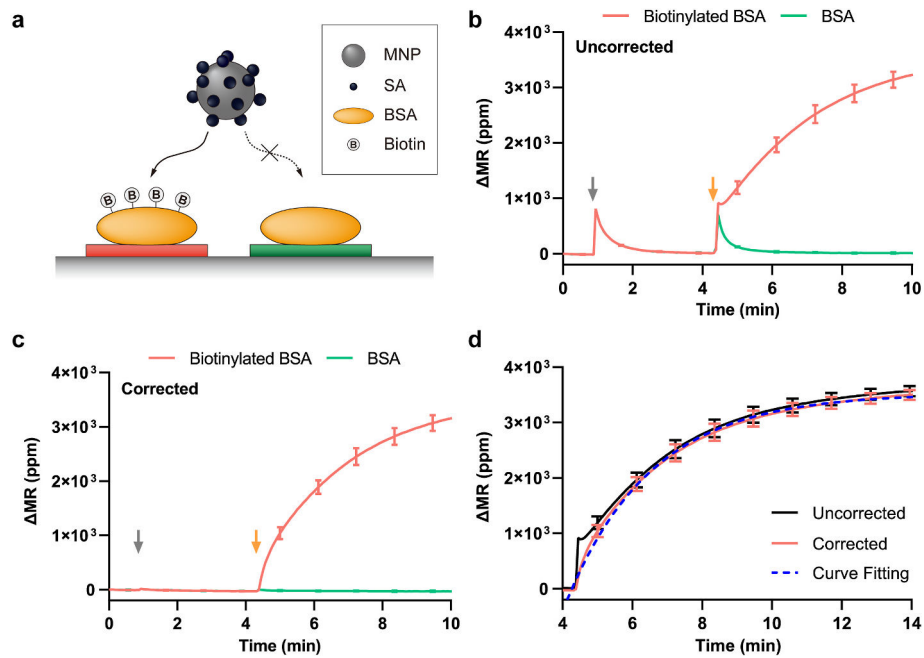 a
MNP
SA
BSA
B Biotin
B B B B
b
Biotinylated BSA BSA
Uncorrected
ΔMR (ppm)
4×10³
3×10³
2×10³
1×10³
0
0 2 4 6 8 10
Time (min)
c
Biotinylated BSA BSA
Corrected
ΔMR (ppm)
4×10³
3×10³
2×10³
1×10³
0
0 2 4 6 8 10
Time (min)
d
ΔMR (ppm)
4×10³
3×10³
2×10³
1×10³
0
Uncorrected
Corrected
Curve Fitting
4 6 8 10 12 14
Time (min)